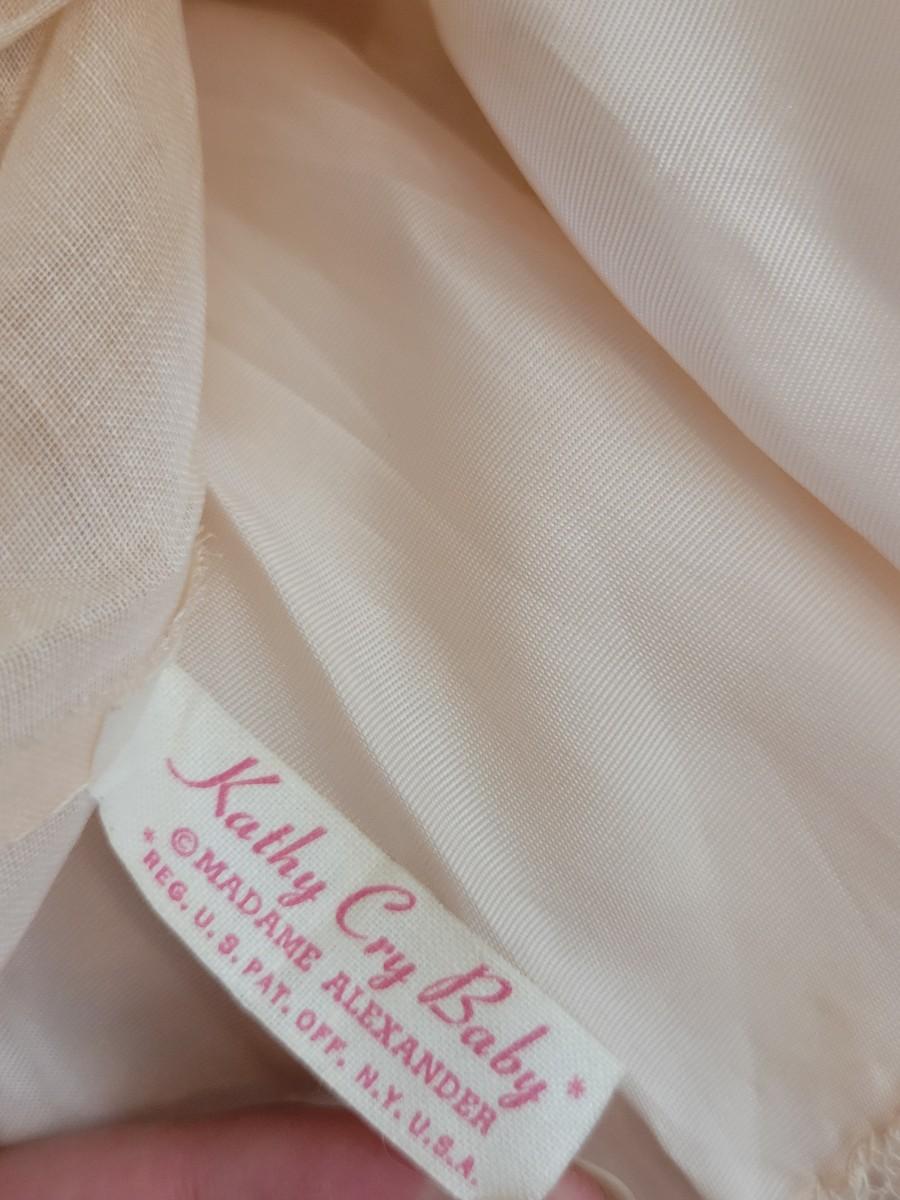 Kathy Cry Baby*
©MADAME ALEXANDER
*REG. U.S. PAT. OFF. N.Y. U.S.A.